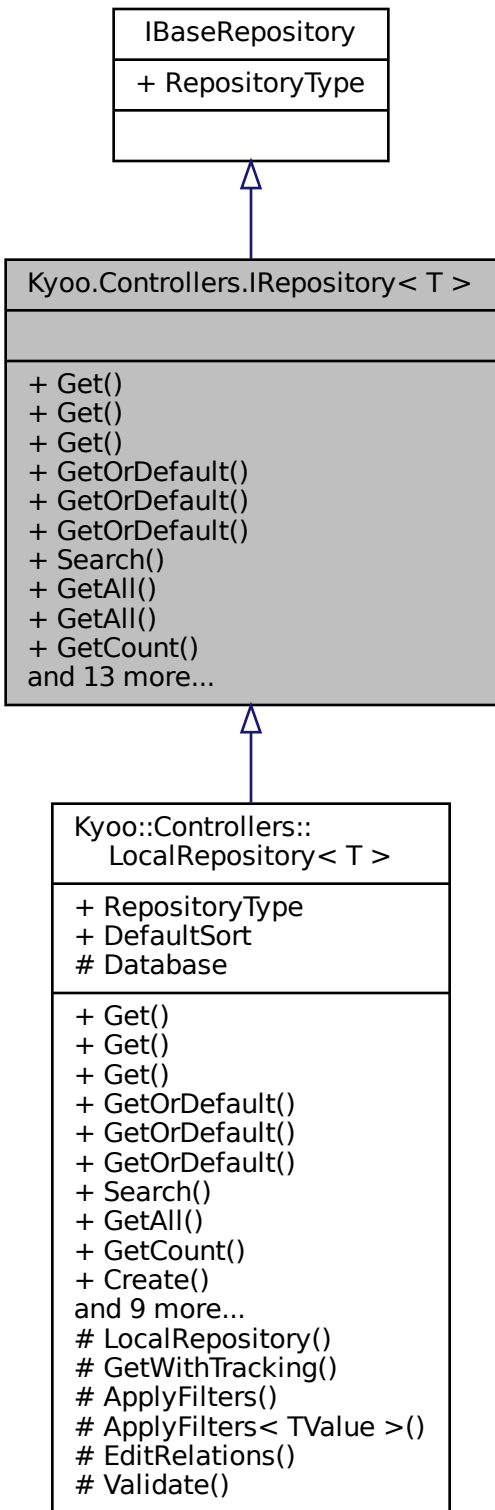 IBaseRepository
+ RepositoryType
Kyoo.Controllers.IRepository< T >
+ Get()
+ Get()
+ Get()
+ GetOrDefault()
+ GetOrDefault()
+ GetOrDefault()
+ Search()
+ GetAll()
+ GetAll()
+ GetCount()
and 13 more...
Kyoo::Controllers::
LocalRepository< T >
+ RepositoryType
+ DefaultSort
# Database
+ Get()
+ Get()
+ Get()
+ GetOrDefault()
+ GetOrDefault()
+ GetOrDefault()
+ Search()
+ GetAll()
+ GetCount()
+ Create()
and 9 more...
# LocalRepository()
# GetWithTracking()
# ApplyFilters()
# ApplyFilters< TValue >()
# EditRelations()
# Validate()